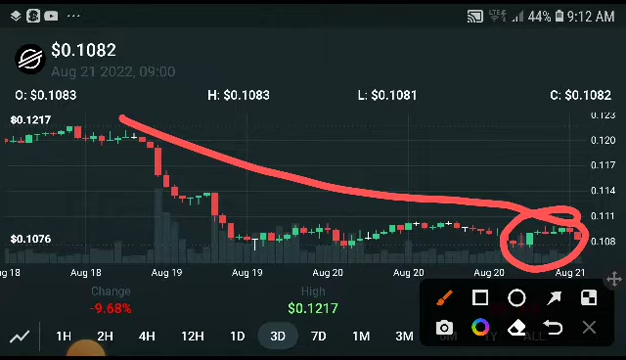 44% 9:12 AM
$0.1082
Aug 21 2022, 09:00
O: $0.1083 H: $0.1083 L: $0.1081 C: $0.1082
$0.1217
0.123
0.120
0.117
0.114
0.111
$0.1076
0.108
ug 18 Aug 18 Aug 19 Aug 19 Aug 20 Aug 20 Aug 20 Aug 21
Change High
-9.68% $0.1217
1H 2H 4H 12H 1D 3D 7D 1M 3M 1Y ALL